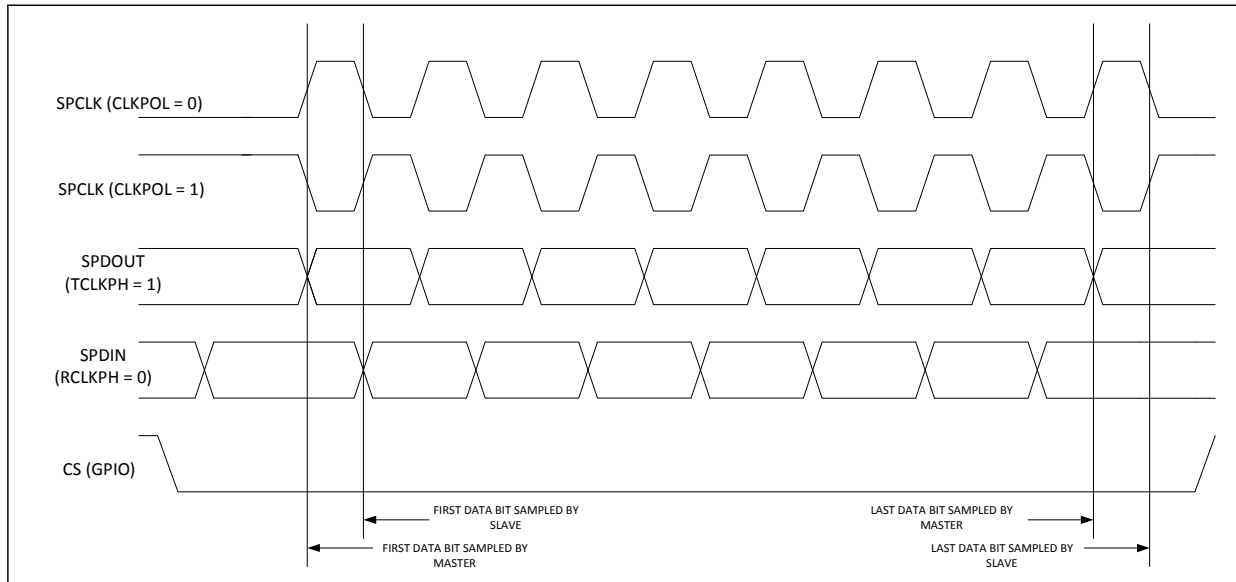 SPCLK (CLKPOL = 0)
SPCLK (CLKPOL = 1)
SPDOUT
(TCLKPH = 1)
SPDIN
(RCLKPH = 0)
CS (GPIO)
FIRST DATA BIT SAMPLED BY
SLAVE
LAST DATA BIT SAMPLED BY
MASTER
FIRST DATA BIT SAMPLED BY
MASTER
LAST DATA BIT SAMPLED BY
SLAVE